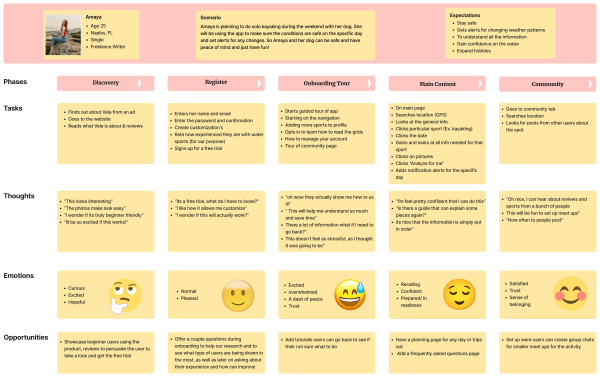 Amaya
Age 25
Naples, FL
Single
Freelance Writer
Scenario
Amaya is planning to do solo kayaking during the weekend with her dog. She
will be using the app to make sure the conditions are safe on the specific day
and set alerts for any changes. So Amaya and her dog can be safe and have
peace of mind and just have fun!
Expectations
Stay safe
Gets alerts for changing weather patterns
To understand all the information
Gain confidence on the water
Expand hobbies
Phases
Discovery
Register
Onboarding Tour
Main Content
Community
Tasks
Finds out about Vela from an ad
Goes to the website
Reads what Vela is about & reviews
Enters her name and email
Enter the password and confirmation
Create customization's
Rate how experienced they are with water
sports (for our purpose)
Signs up for a free trial
Starts guided tour of app
Starting on the navigation
Adding more sports to profile
Opts in to learn how to read the grids
How to manage your account
Tour of community page
On main page
Searches location (GPS)
Looks at the general info
Clicks particular sport (Ex. kayaking)
Clicks the date
Gains and looks at all info needed for that
sport
Clicks on pictures
Clicks "Analyze for me"
Adds notification alerts for the specific
day
Goes to community tab
Searches location
Looks for posts from other users about
the spot
Thoughts
"This looks interesting"
"The photos make look easy"
"I wonder if its truly beginner friendly"
"Ill be so excited if this works!"
"Its a free trial, what do I have to loose?"
"I like how it allows me customize"
"I wonder if this will actually work?"
"oh wow they actually show me how to us
it!"
" This will help me understand so much
and save time"
There a lot of information what if I need to
go back?"
This doesn't feel as stressful, as I thought
it was going to be"
"I'm feel pretty confident that I can do this"
"Is there a guide that can explain some
pieces again?"
"Its nice that the information is simply put
in order"
"Oh nice, I can hear about reviews and
sports from a bunch of people
This will be fun to set up meet ups"
"How often to people post"
Emotions
Curious
Excited
Hopeful
Normal
Pleased
Excited
overwhelmed
A dash of peace
Trust
Confident
Prepared/ In
readiness
Satisfied
Trust
Sense of
belonging
Opportunities
Showcase beginner users using the
product, reviews to persuade the user to
take a look and get the free trial
Offer a couple questions during
onboarding to help our research and to
see what type of users are being drawn in
the most, as well as later on asking about
their experience and how can improve
Add tutorials users can go back to see if
their not sure what to do
Have a planning page for any day or trips
out
Add a frequently asked questions page
Set up were users can create group chats
for smaller meet ups for the activity